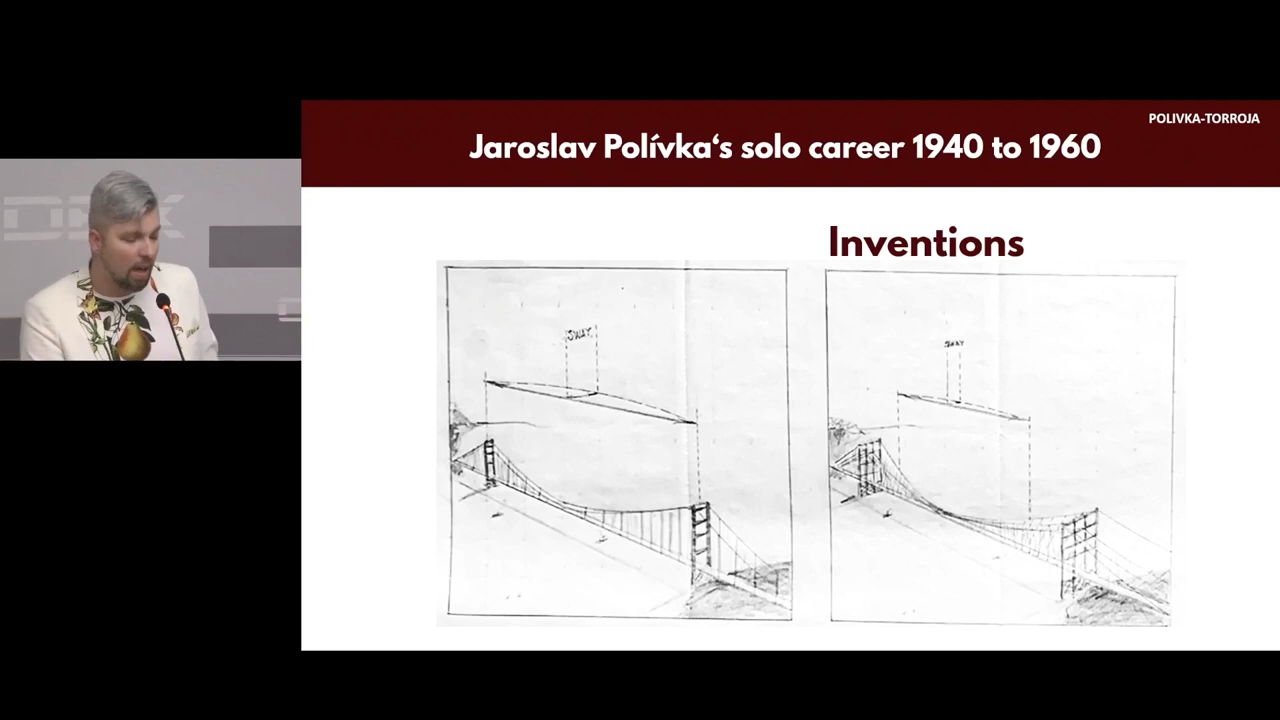 POLIVKA-TORROJA
Jaroslav Polívka‘s solo career 1940 to 1960
Inventions
SWAY
SWAY